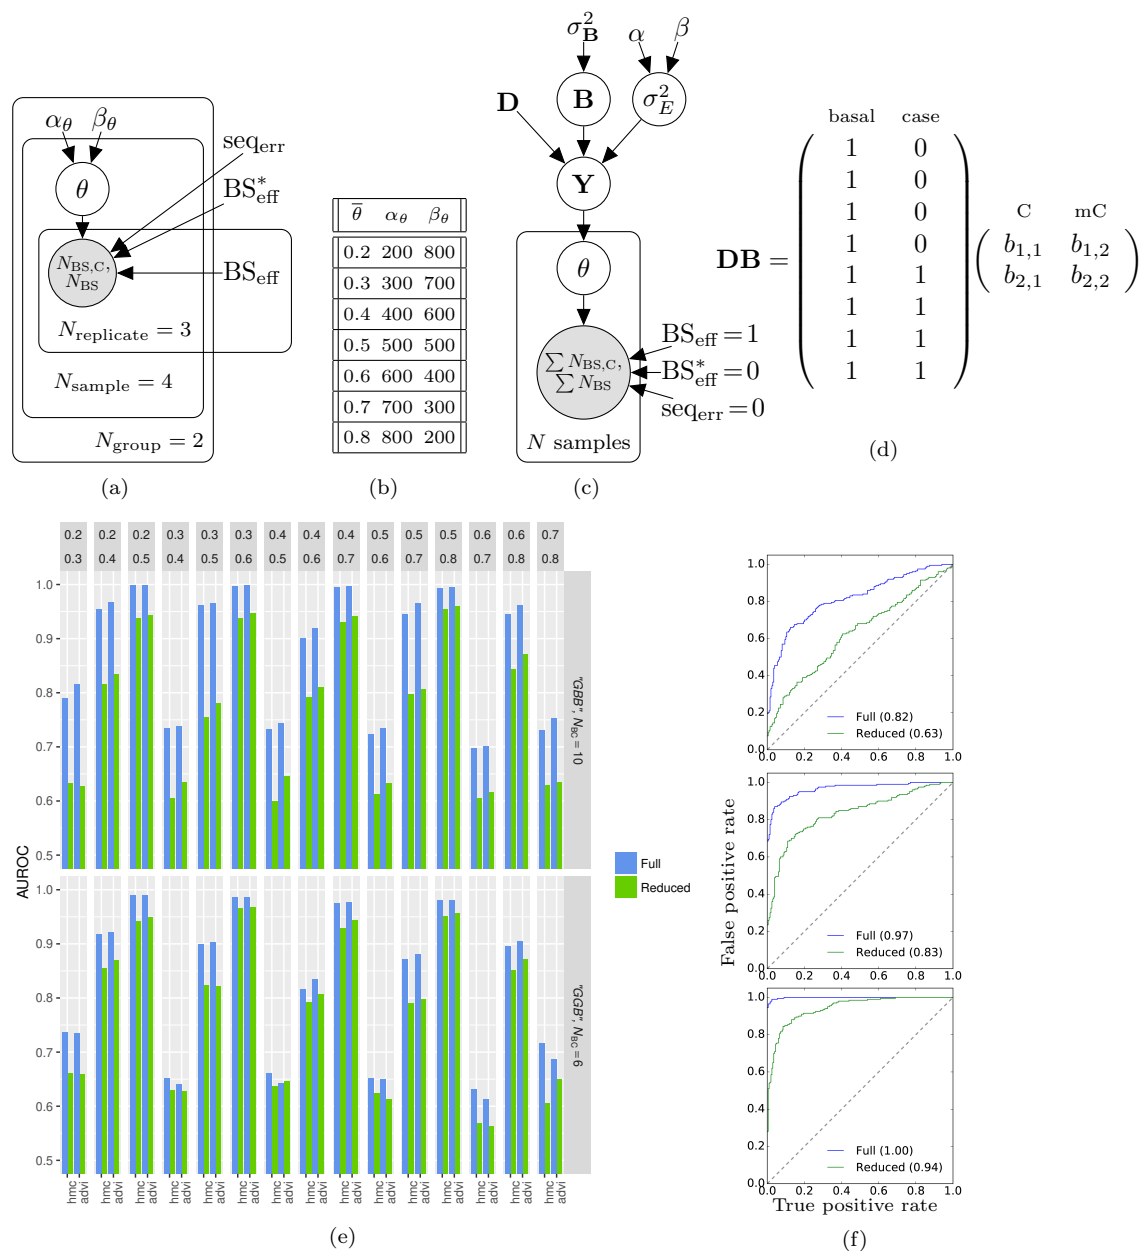 α_θ β_θ
θ
N_BS,C,
N_BS
N_replicate = 3
N_sample = 4
N_group = 2
seq_err
BS*_eff
BS_eff
(a)
θ̅ α_θ β_θ
0.2 200 800
0.3 300 700
0.4 400 600
0.5 500 500
0.6 600 400
0.7 700 300
0.8 800 200
(b)
σ²_B α β
D B σ²_E
Y
θ
∑ N_BS,C,
∑ N_BS
BS_eff = 1
BS*_eff = 0
seq_err = 0
N samples
(c)
basal case
1 0
1 0
1 0
1 0
1 1
1 1
1 1
1 1
DB =
C mC
b_1,1 b_1,2
b_2,1 b_2,2
(d)
0.2 0.2 0.2 0.3 0.3 0.3 0.4 0.4 0.4 0.5 0.5 0.5 0.6 0.6 0.7
0.3 0.4 0.5 0.4 0.5 0.6 0.5 0.6 0.7 0.6 0.7 0.8 0.7 0.8 0.8
1.0
0.9
0.8
0.7
0.6
0.5
"GBB", N_BC = 10
1.0
0.9
0.8
0.7
0.6
0.5
"GGB", N_BC = 6
AUROC
hmc advi hmc advi hmc advi hmc advi hmc advi hmc advi hmc advi hmc advi hmc advi hmc advi hmc advi hmc advi hmc advi hmc advi hmc advi
Full
Reduced
(e)
1.0
0.8
0.6
0.4
0.2
0.0
0.0 0.2 0.4 0.6 0.8 1.0
Full (0.82)
Reduced (0.63)
1.0
0.8
0.6
0.4
0.2
0.0
0.0 0.2 0.4 0.6 0.8 1.0
Full (0.97)
Reduced (0.83)
1.0
0.8
0.6
0.4
0.2
0.0
0.0 0.2 0.4 0.6 0.8 1.0
Full (1.00)
Reduced (0.94)
False positive rate
True positive rate
(f)